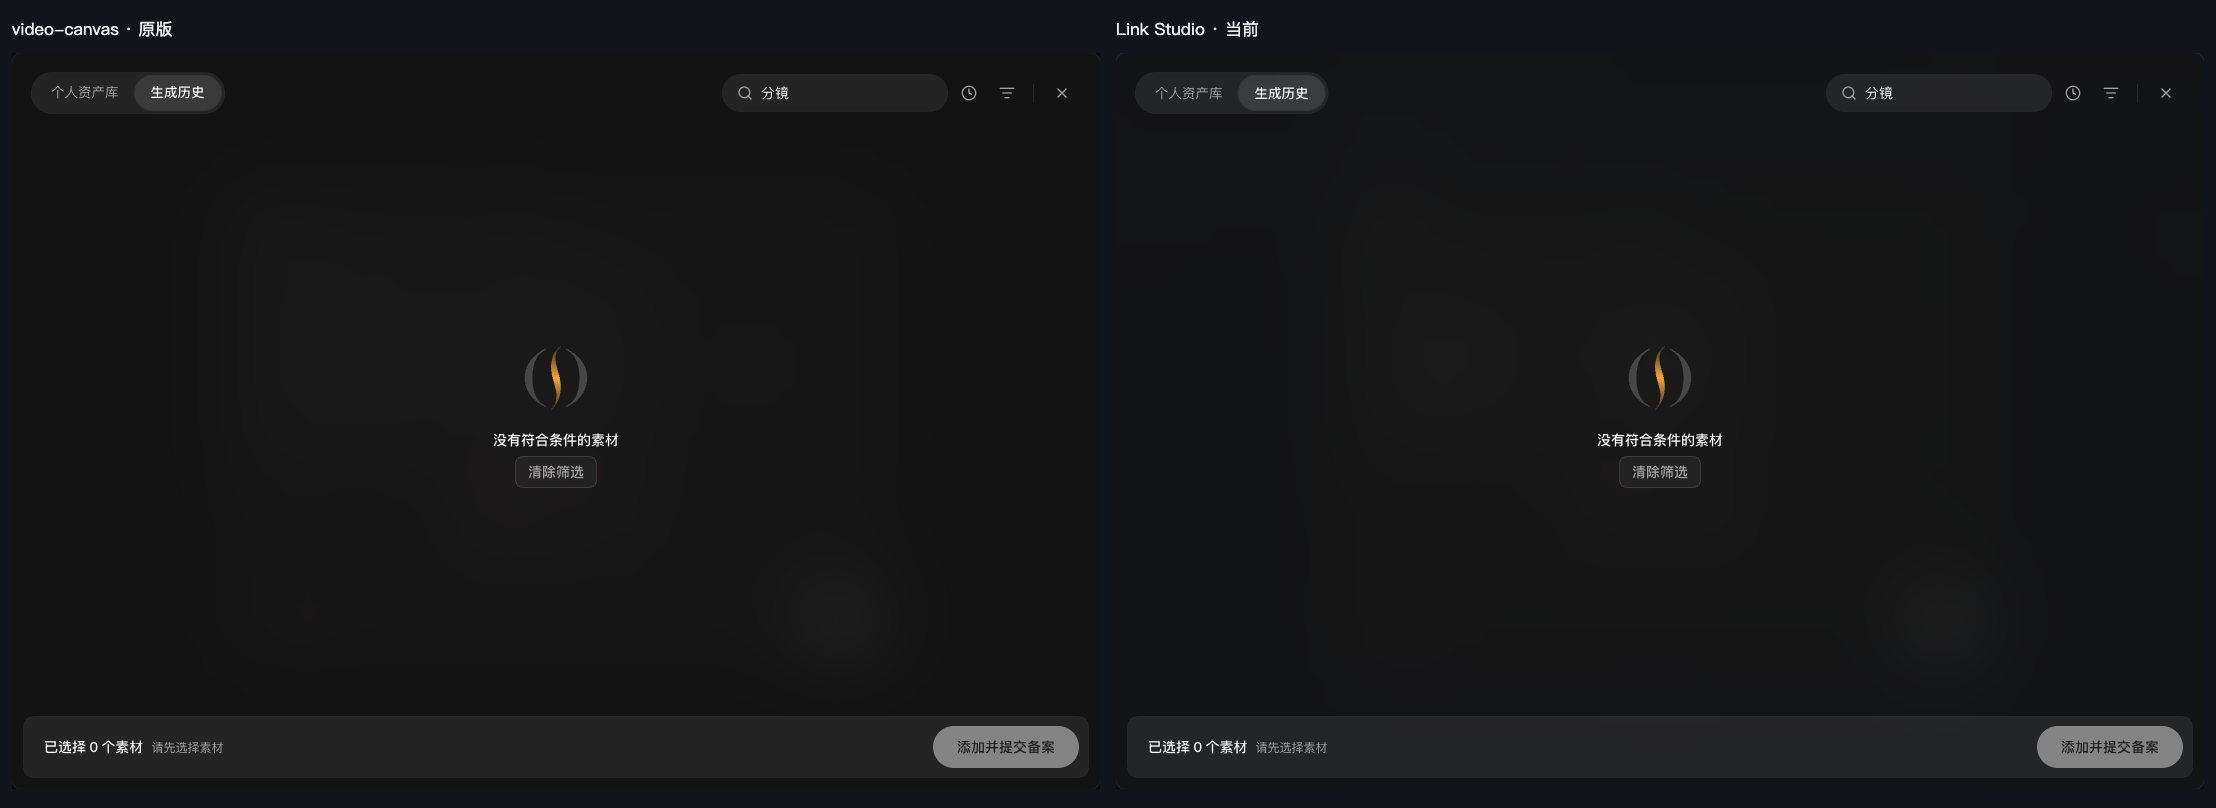 video-canvas · 原版
个人资产库 生成历史 分镜
没有符合条件的素材
清除筛选
已选择 0 个素材 请先选择素材 添加并提交备案
Link Studio · 当前
个人资产库 生成历史 分镜
没有符合条件的素材
清除筛选
已选择 0 个素材 请先选择素材 添加并提交备案